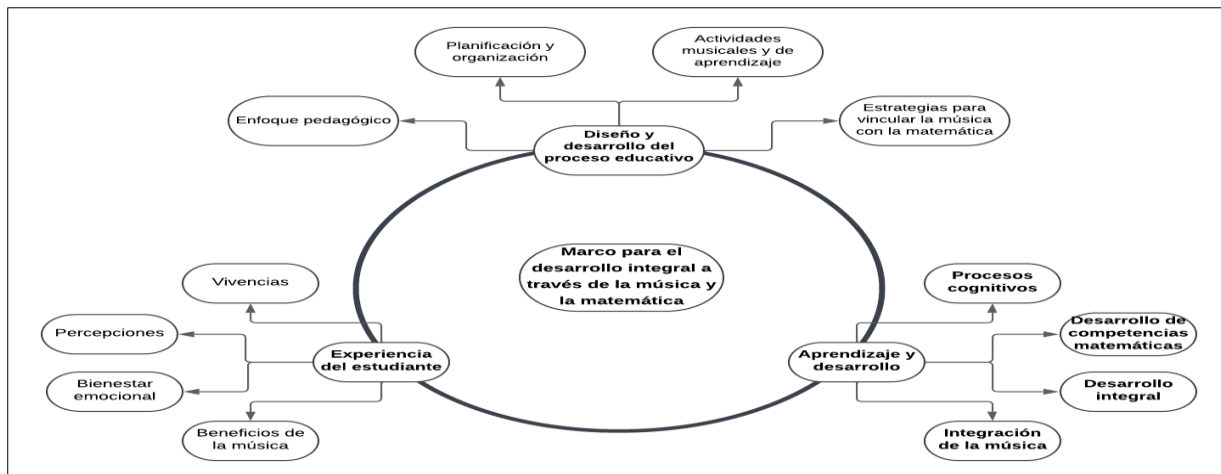 Planificación y
organización
Actividades
musicales y de
aprendizaje
Enfoque pedagógico
Estrategias para
vincular la música
con la matemática
Diseño y
desarrollo del
proceso educativo
Marco para el
desarrollo integral a
través de la música y
la matemática
Vivencias
Percepciones
Bienestar
emocional
Beneficios de
la música
Experiencia
del estudiante
Aprendizaje y
desarrollo
Procesos
cognitivos
Desarrollo de
competencias
matemáticas
Desarrollo
integral
Integración
de la música